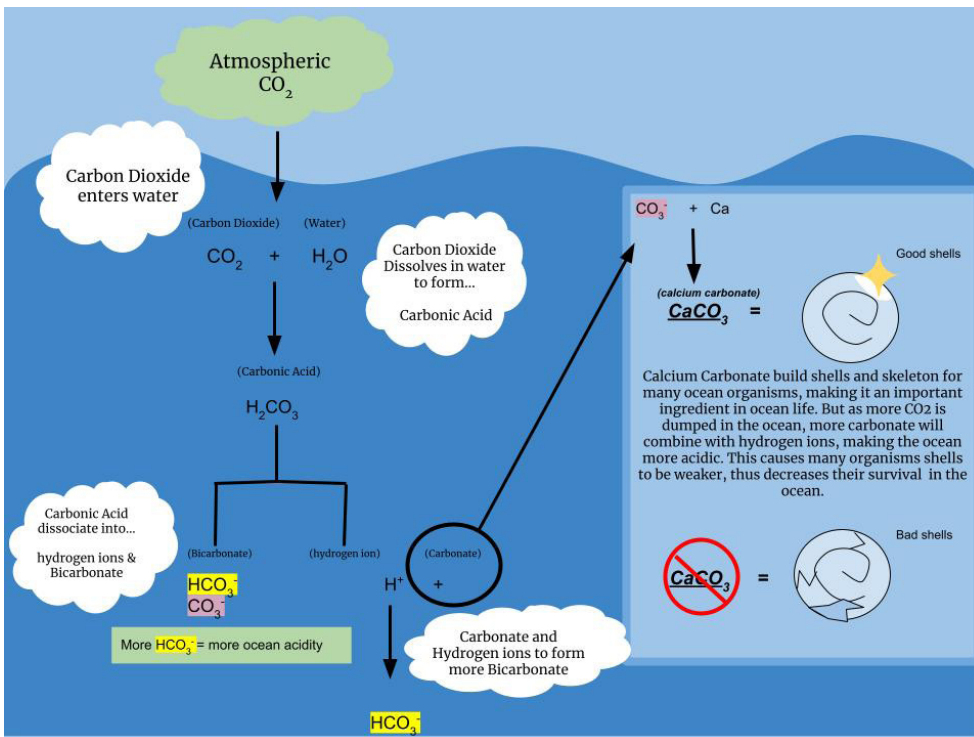 Atmospheric
CO₂
Carbon Dioxide
enters water
(Carbon Dioxide) (Water)
CO₂ + H₂O
Carbon Dioxide
Dissolves in water
to form...
Carbonic Acid
(Carbonic Acid)
H₂CO₃
Carbonic Acid
dissociate into...
hydrogen ions &
Bicarbonate
(Bicarbonate) (hydrogen ion) (Carbonate)
HCO₃⁻
CO₃⁻
H⁺ +
More HCO₃⁻ = more ocean acidity
Carbonate and
Hydrogen ions to form
more Bicarbonate
HCO₃⁻
CO₃⁻ + Ca
Good shells
(calcium carbonate)
CaCO₃ =
Calcium Carbonate build shells and skeleton for
many ocean organisms, making it an important
ingredient in ocean life. But as more CO2 is
dumped in the ocean, more carbonate will
combine with hydrogen ions, making the ocean
more acidic. This causes many organisms shells
to be weaker, thus decreases their survival in the
ocean.
Bad shells
CaCO₃ =